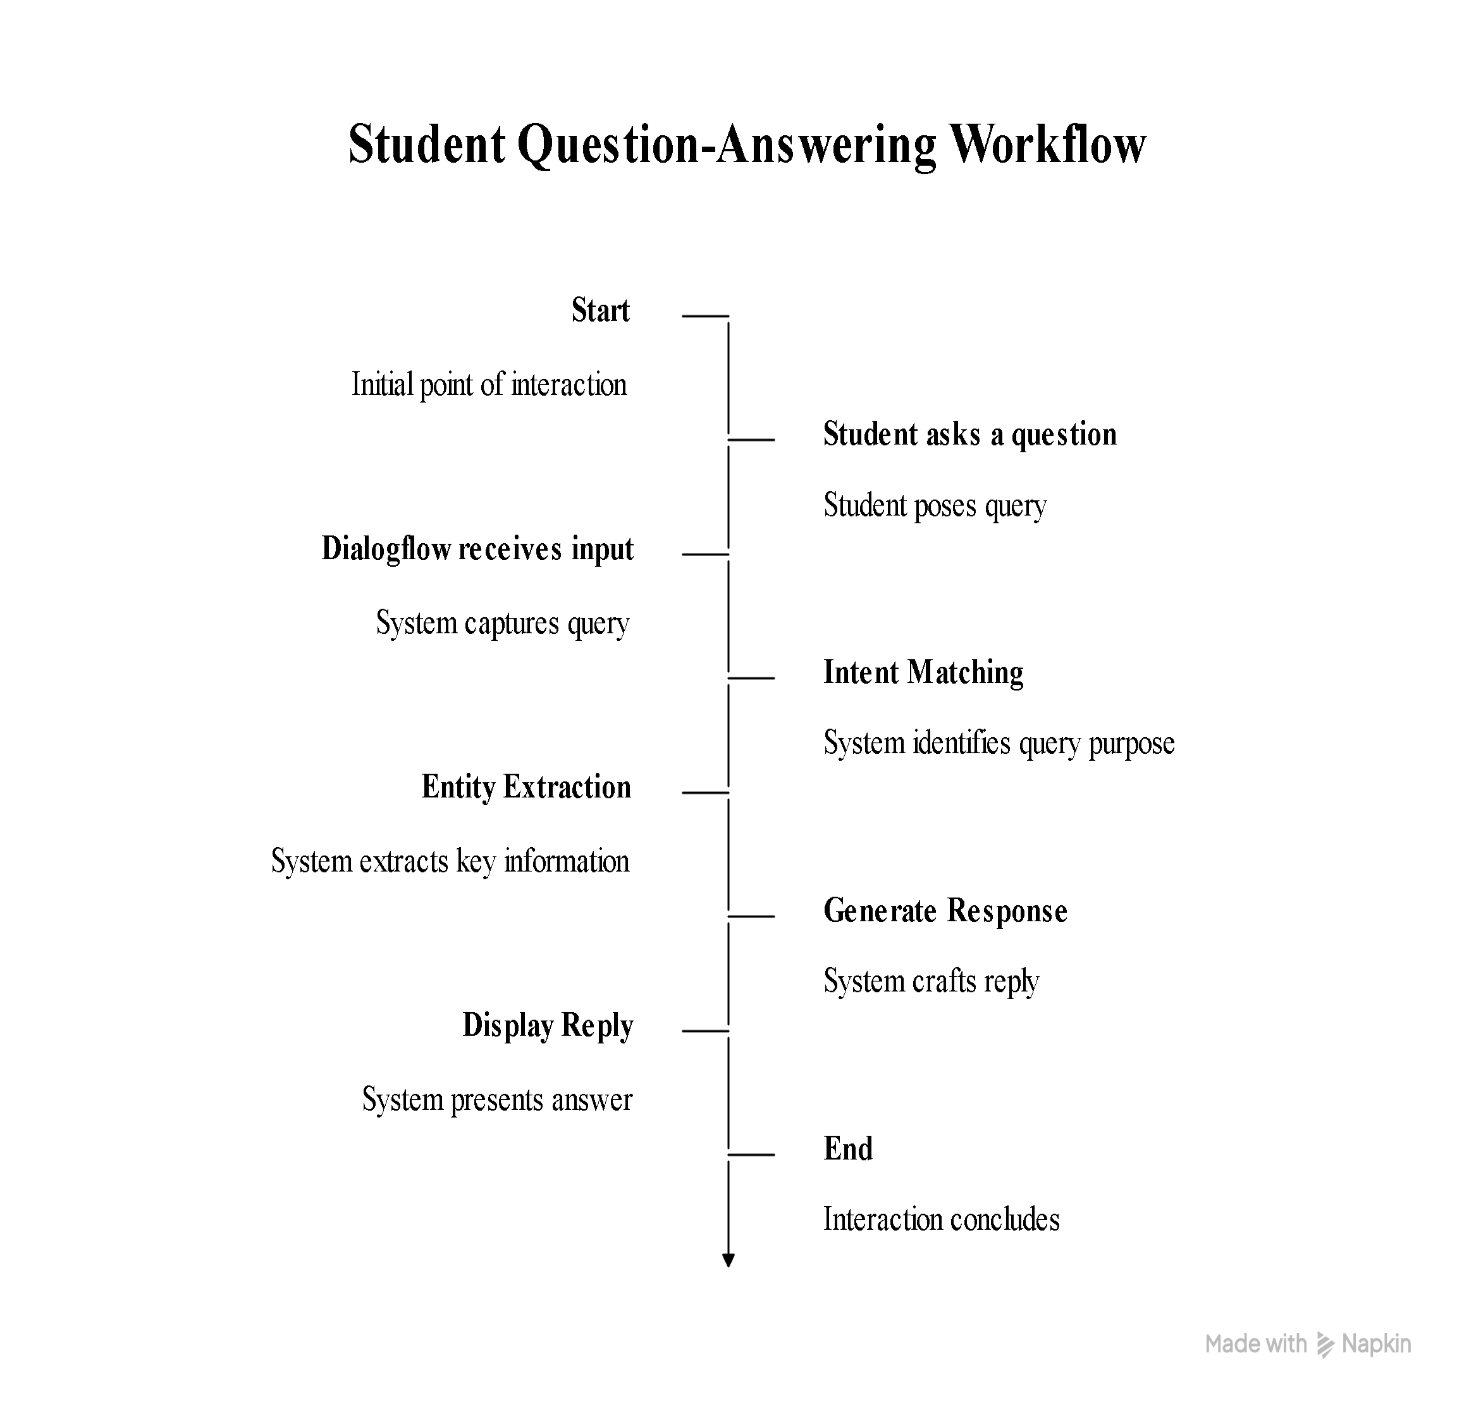 Student Question-Answering Workflow
Start
Initial point of interaction
Student asks a question
Student poses query
Dialogflow receives input
System captures query
Intent Matching
System identifies query purpose
Entity Extraction
System extracts key information
Generate Response
System crafts reply
Display Reply
System presents answer
End
Interaction concludes
Made with Napkin